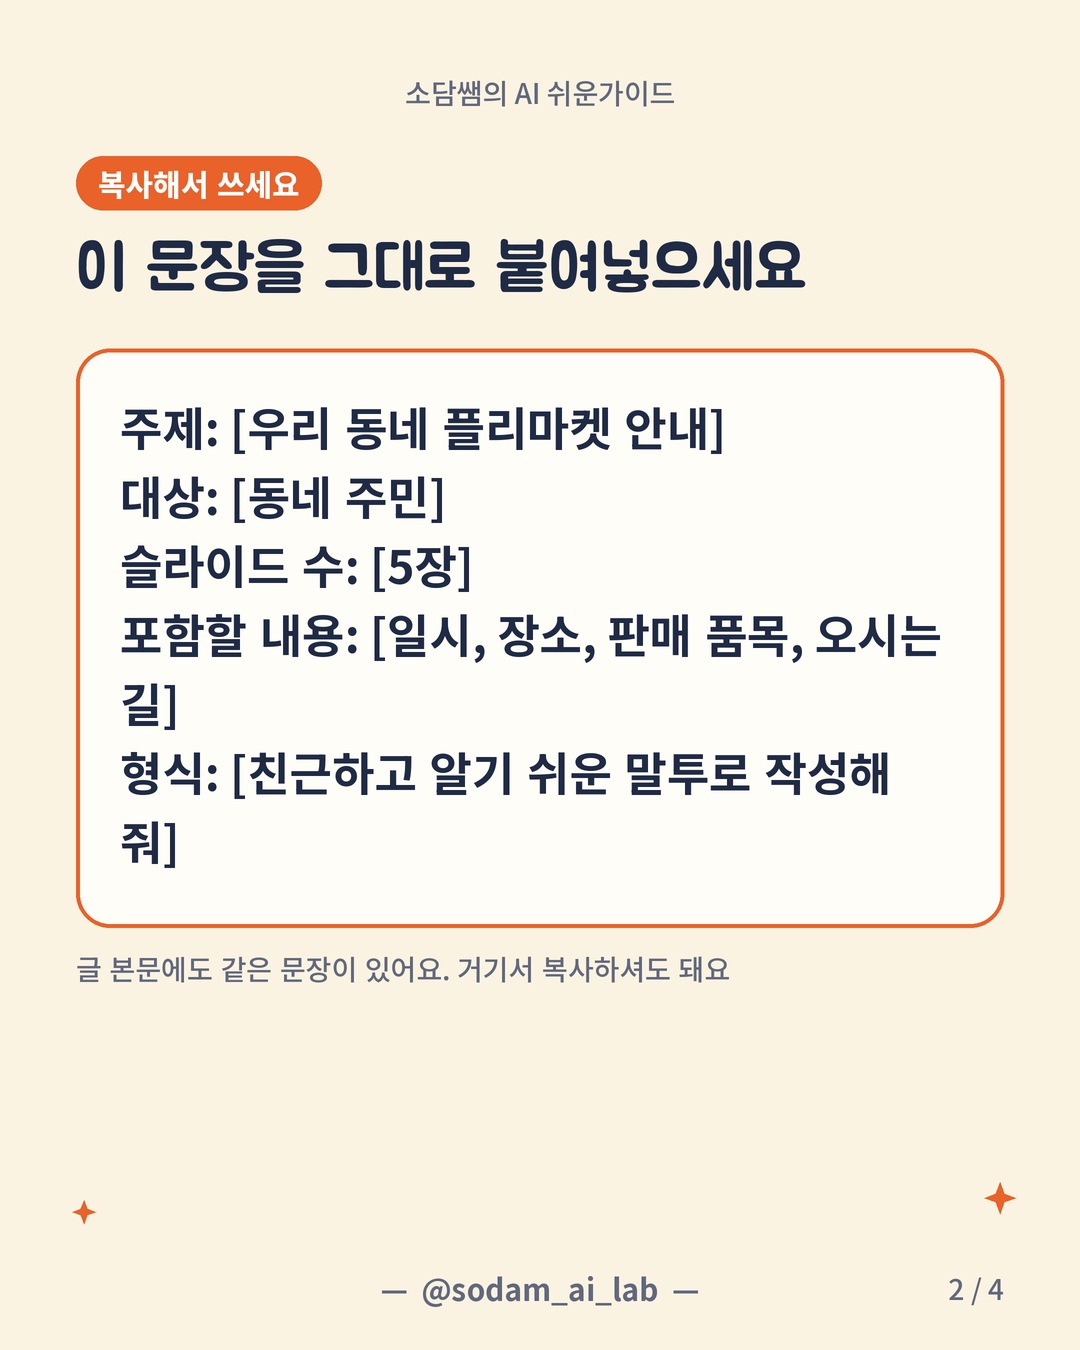 소담쌤의 AI 쉬운가이드
복사해서 쓰세요
이 문장을 그대로 붙여넣으세요
주제: [우리 동네 플리마켓 안내]
대상: [동네 주민]
슬라이드 수: [5장]
포함할 내용: [일시, 장소, 판매 품목, 오시는
길]
형식: [친근하고 알기 쉬운 말투로 작성해
줘]
글 본문에도 같은 문장이 있어요. 거기서 복사하셔도 돼요
— @sodam_ai_lab —
2 / 4